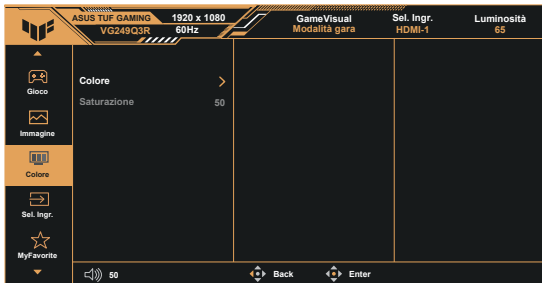 ASUS TUF GAMING 1920 x 1080
VG249Q3R 60Hz
GameVisual
Modalità gara
Sel. Ingr.
HDMI-1
Luminosità
65
Gioco
Immagine
Colore
Sel. Ingr.
MyFavorite
Colore
Saturazione 50
50
Back
Enter